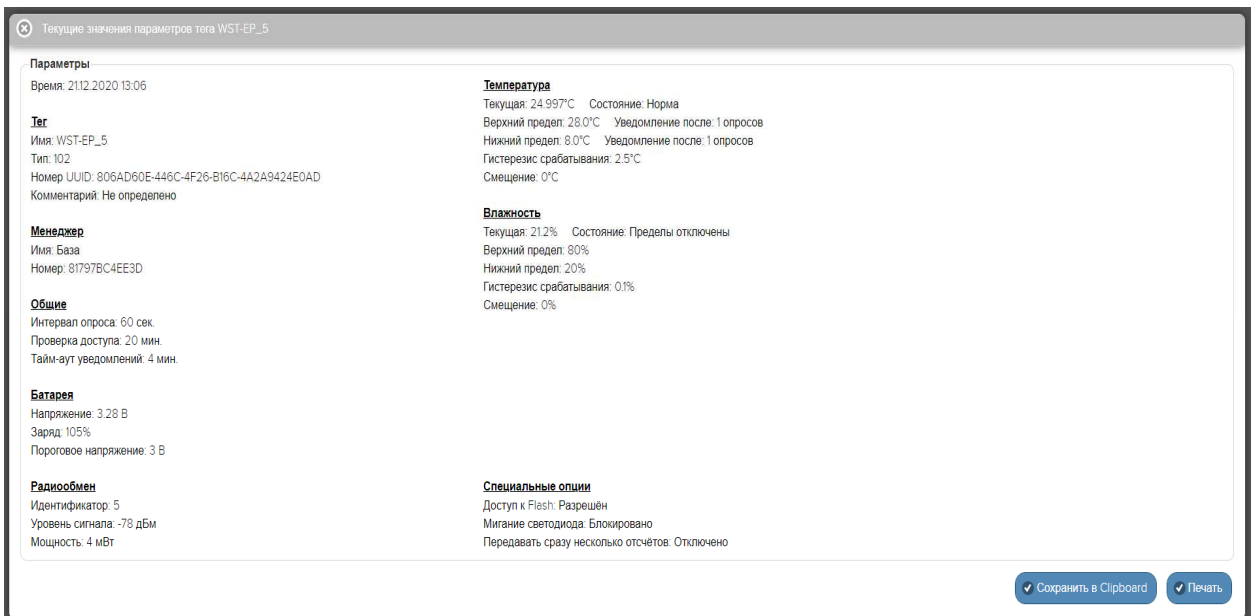 Текущие значения параметров тега WST-EP_5
Параметры
Время: 21.12.2020 13:06
Тег
Имя: WST-EP_5
Тип: 102
Номер UUID: 806AD60E-446C-4F26-B16C-4A2A9424E0AD
Комментарий: Не определено
Менеджер
Имя: База
Номер: 81797BC4EE3D
Общие
Интервал опроса: 60 сек.
Проверка доступа: 20 мин.
Тайм-аут уведомлений: 4 мин.
Батарея
Напряжение: 3.28 В
Заряд: 105%
Пороговое напряжение: 3 В
Радиообмен
Идентификатор: 5
Уровень сигнала: -78 дБм
Мощность: 4 мВт
Температура
Текущая: 24.997°C Состояние: Норма
Верхний предел: 28.0°C Уведомление после: 1 опросов
Нижний предел: 8.0°C Уведомление после: 1 опросов
Гистерезис срабатывания: 2.5°C
Смещение: 0°C
Влажность
Текущая: 21.2% Состояние: Пределы отключены
Верхний предел: 80%
Нижний предел: 20%
Гистерезис срабатывания: 0.1%
Смещение: 0%
Специальные опции
Доступ к Flash: Разрешён
Мигание светодиода: Блокировано
Передавать сразу несколько отсчётов: Отключено
Сохранить в Clipboard
Печать